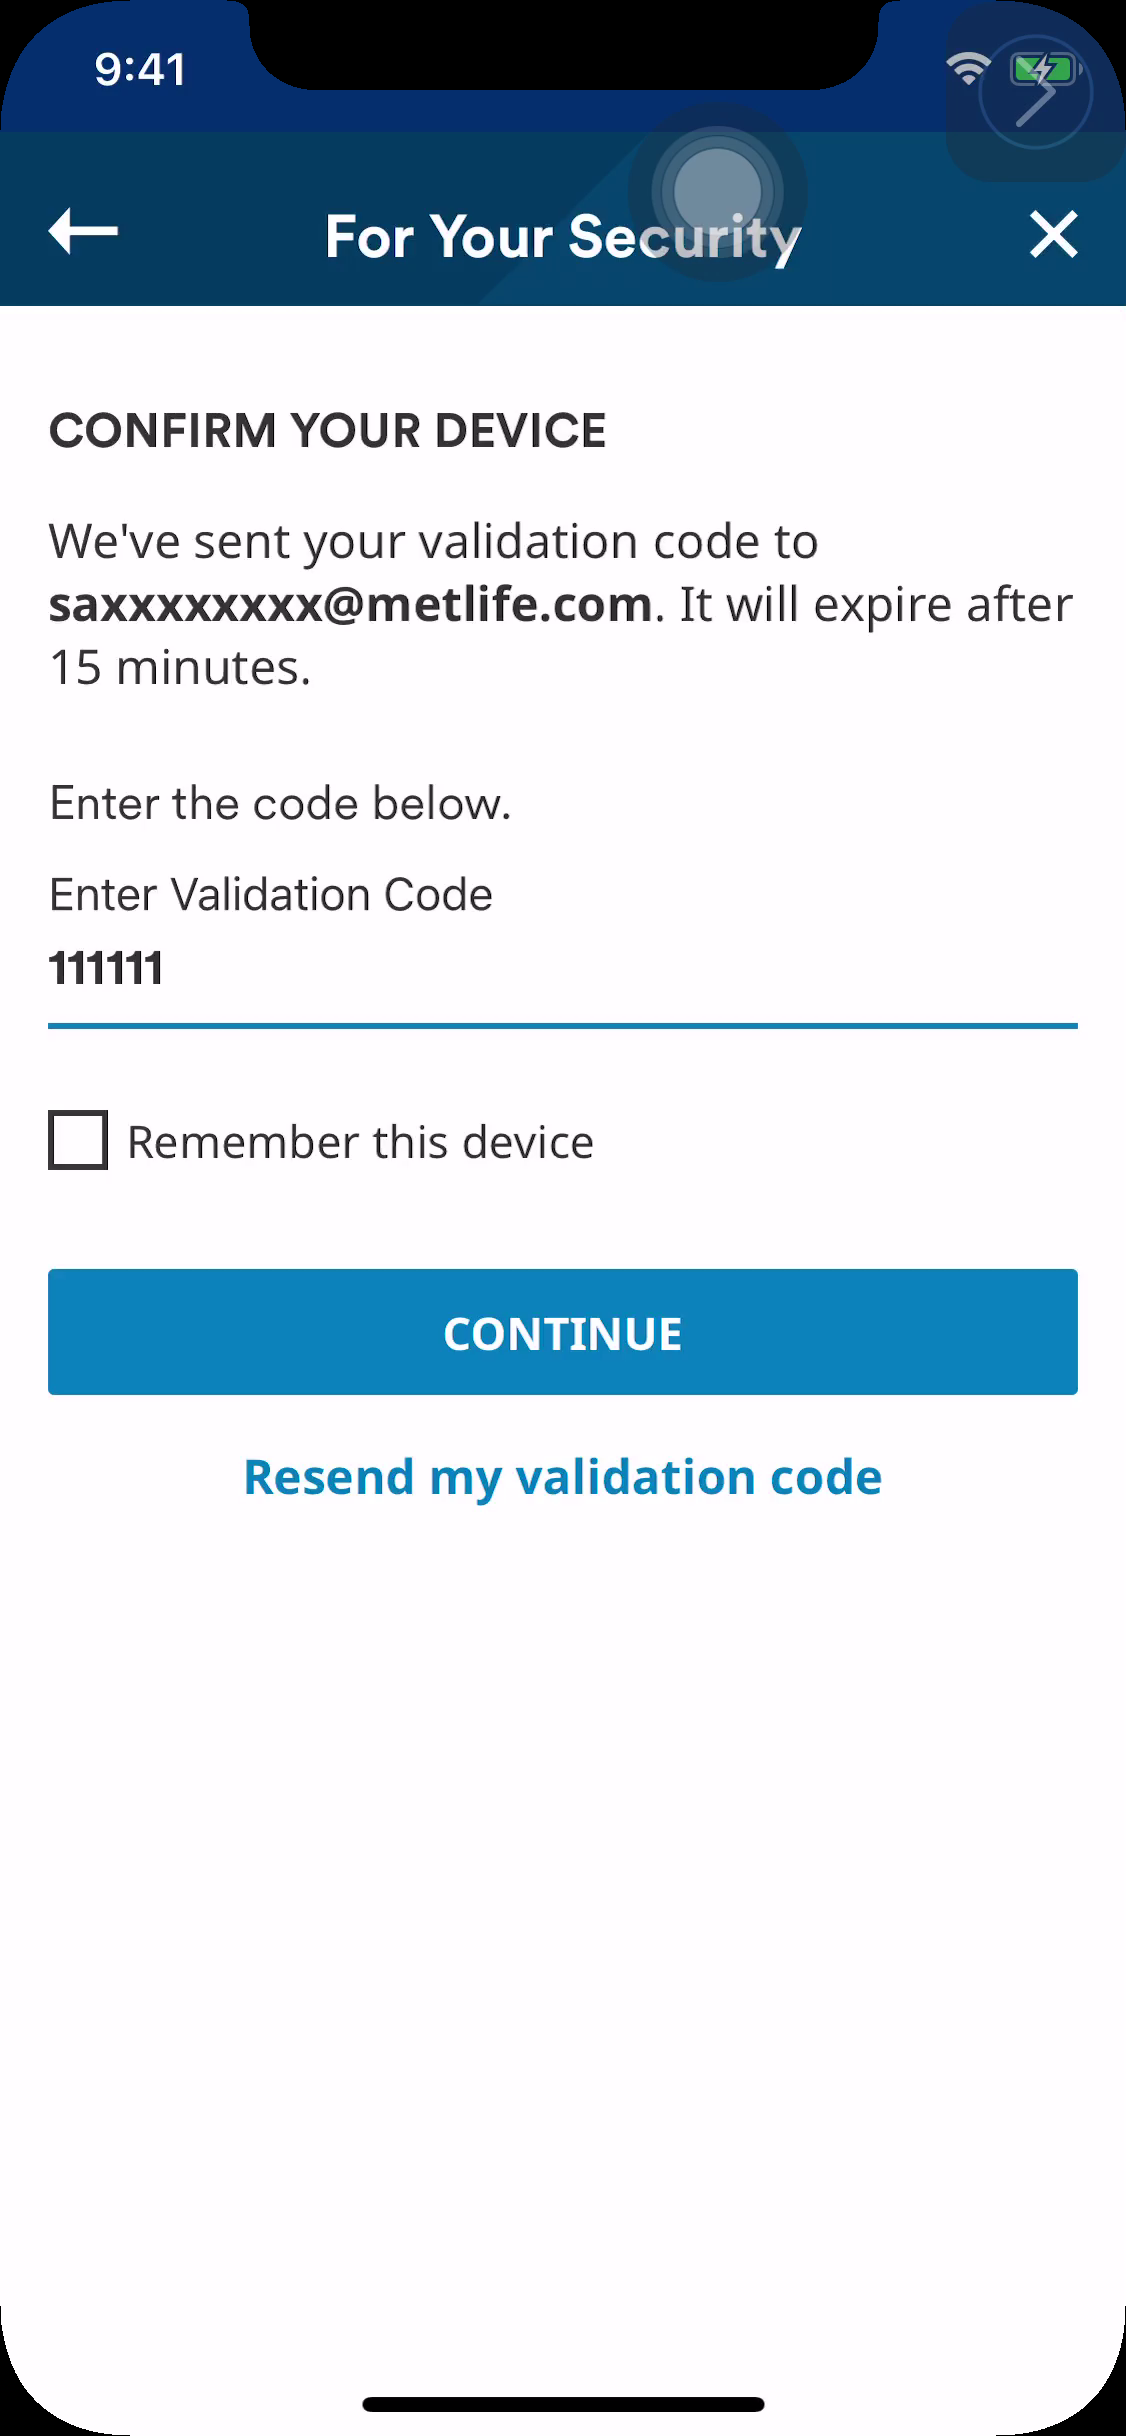 9:41
For Your Security
CONFIRM YOUR DEVICE
We've sent your validation code to
saxxxxxxxxx@metlife.com. It will expire after
15 minutes.
Enter the code below.
Enter Validation Code
111111
Remember this device
CONTINUE
Resend my validation code